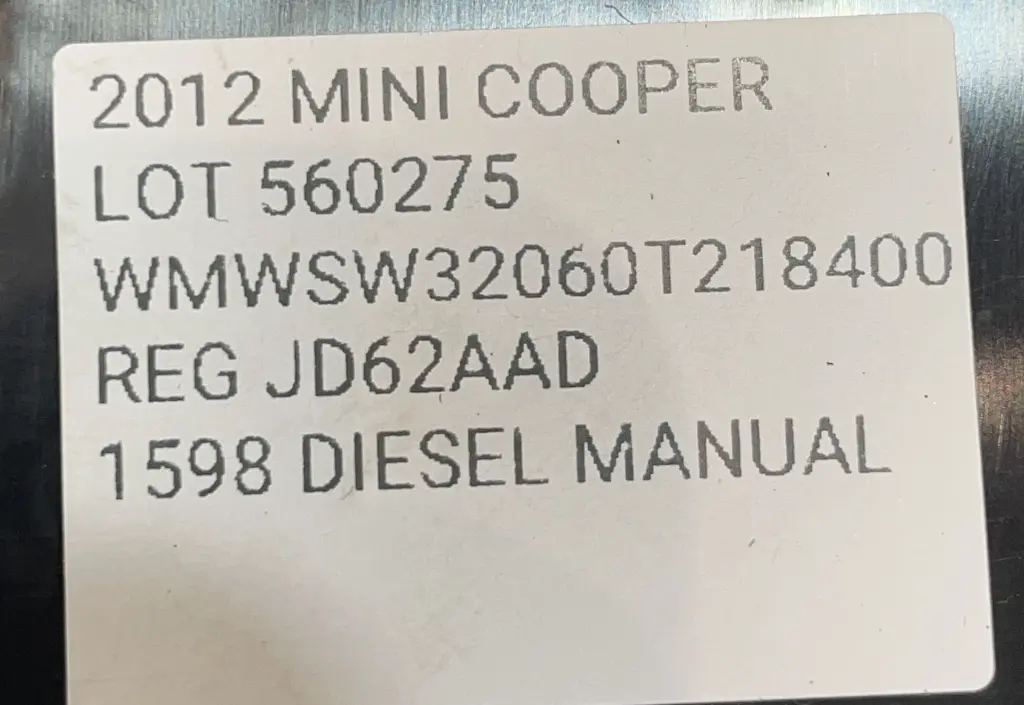 2012 MINI COOPER
LOT 560275
WMWSW32060T218400
REG JD62AAD
1598 DIESEL MANUAL